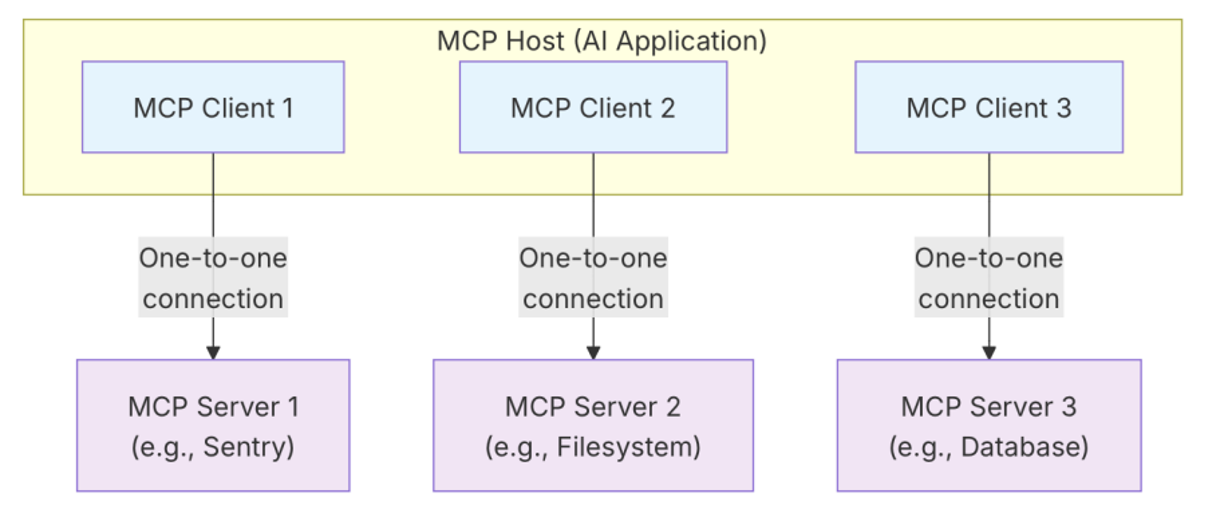 MCP Host (AI Application)
MCP Client 1
MCP Client 2
MCP Client 3
One-to-one
connection
One-to-one
connection
One-to-one
connection
MCP Server 1
(e.g., Sentry)
MCP Server 2
(e.g., Filesystem)
MCP Server 3
(e.g., Database)